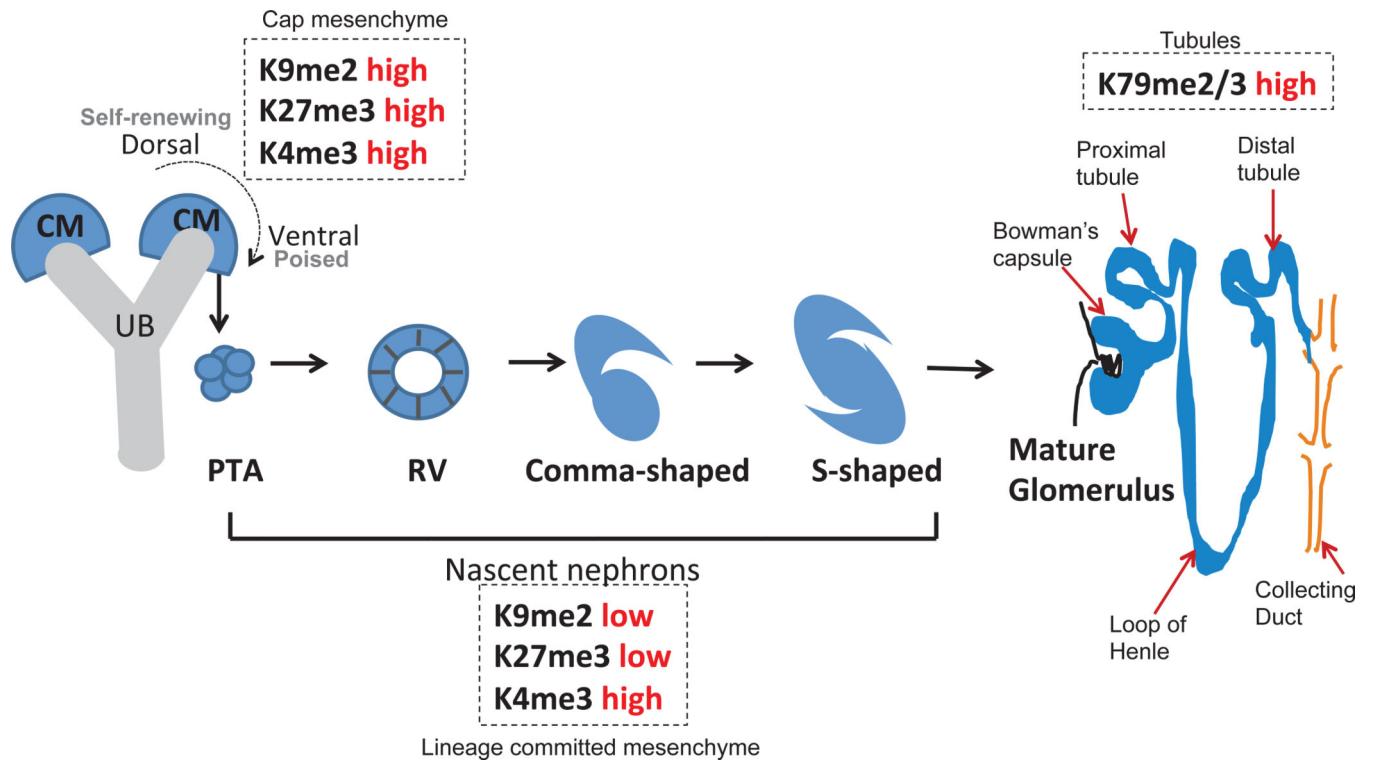 Cap mesenchyme
K9me2 high
K27me3 high
K4me3 high
Self-renewing
Dorsal
CM
CM
Ventral
Poised
UB
PTA
RV
Comma-shaped
S-shaped
Nascent nephrons
K9me2 low
K27me3 low
K4me3 high
Lineage committed mesenchyme
Tubules
K79me2/3 high
Proximal
tubule
Distal
tubule
Bowman's
capsule
Mature
Glomerulus
Loop of
Henle
Collecting
Duct